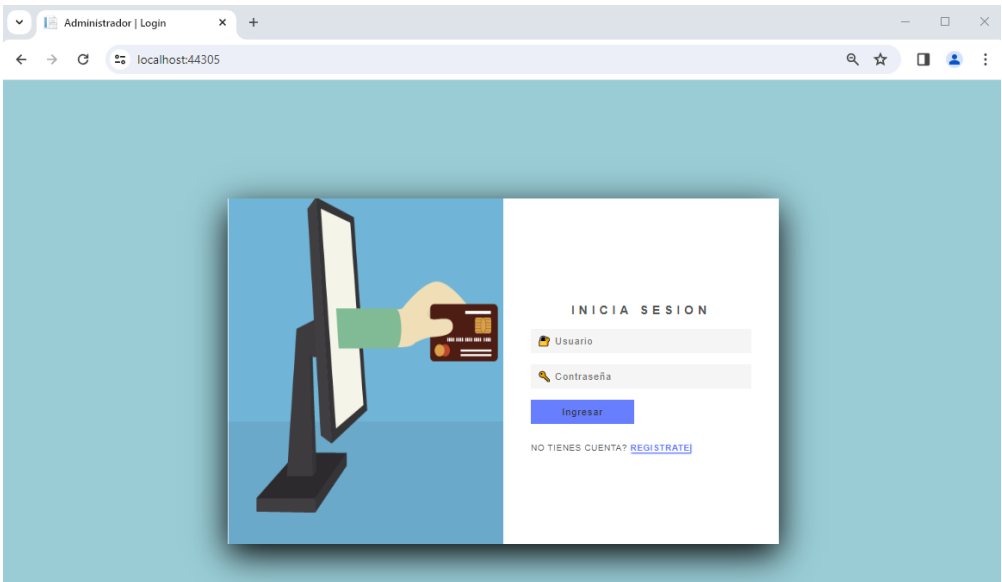 Administrador | Login
localhost:44305
INICIA SESION
Usuario
Contraseña
Ingresar
NO TIENES CUENTA? REGISTRATE